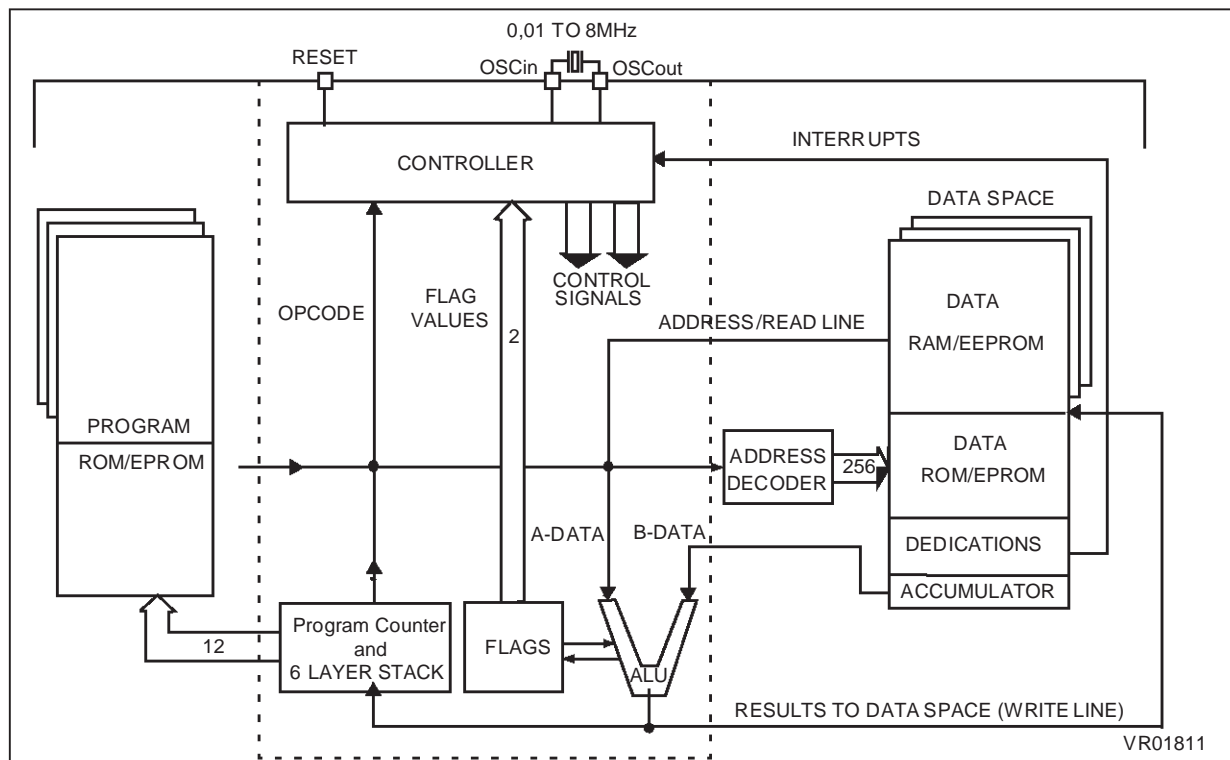 0,01 TO 8MHz
RESET
OSCin
OSCout
CONTROLLER
INTERRUPTS
DATA SPACE
CONTROL
SIGNALS
OPCODE
FLAG
VALUES
2
ADDRESS/READ LINE
DATA
RAM/EEPROM
PROGRAM
ROM/EPROM
ADDRESS
DECODER
256
DATA
ROM/EPROM
A-DATA
B-DATA
DEDICATIONS
ACCUMULATOR
12
Program Counter
and
6 LAYER STACK
FLAGS
ALU
RESULTS TO DATA SPACE (WRITE LINE)
VR01811